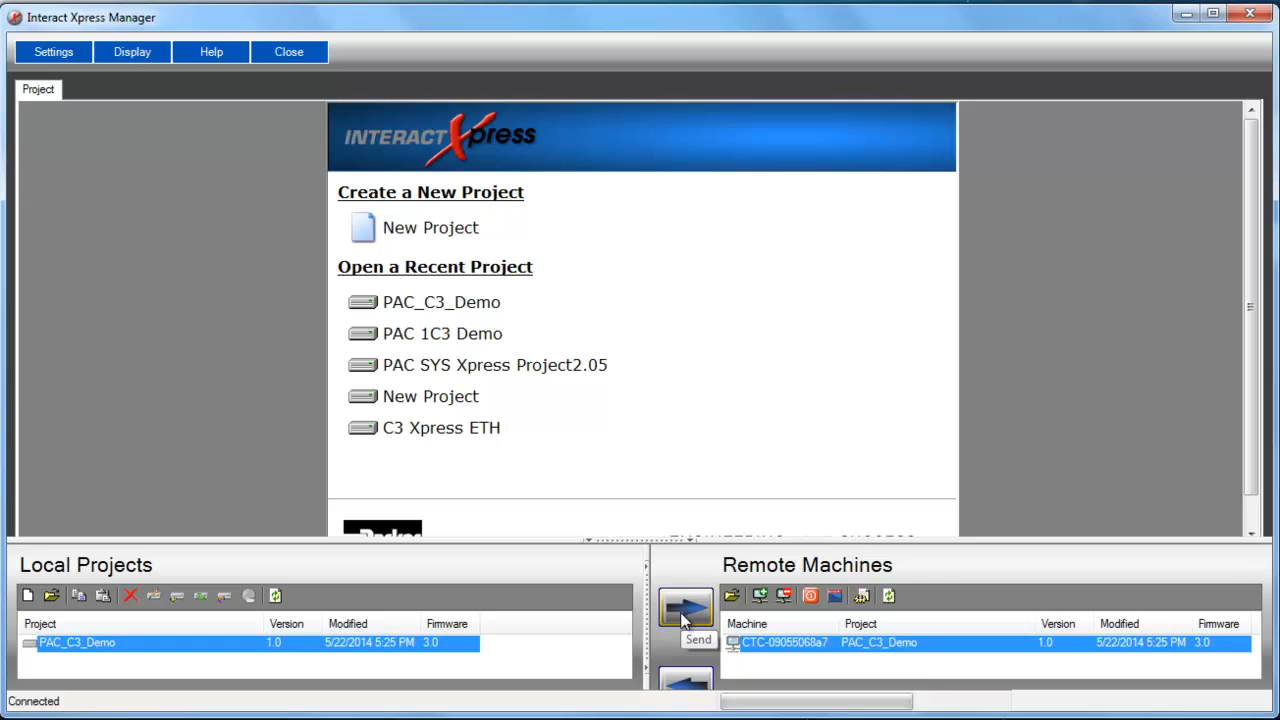 Interact Xpress Manager
Settings
Display
Help
Close
Project
INTERACT Xpress
Create a New Project
New Project
Open a Recent Project
PAC_C3_Demo
PAC 1C3 Demo
PAC SYS Xpress Project2.05
New Project
C3 Xpress ETH
Local Projects
Project Version Modified Firmware
PAC_C3_Demo 1.0 5/22/2014 5:25 PM 3.0
Send
Remote Machines
Machine Project Version Modified Firmware
CTC-09055068a7 PAC_C3_Demo 1.0 5/22/2014 5:25 PM 3.0
Connected